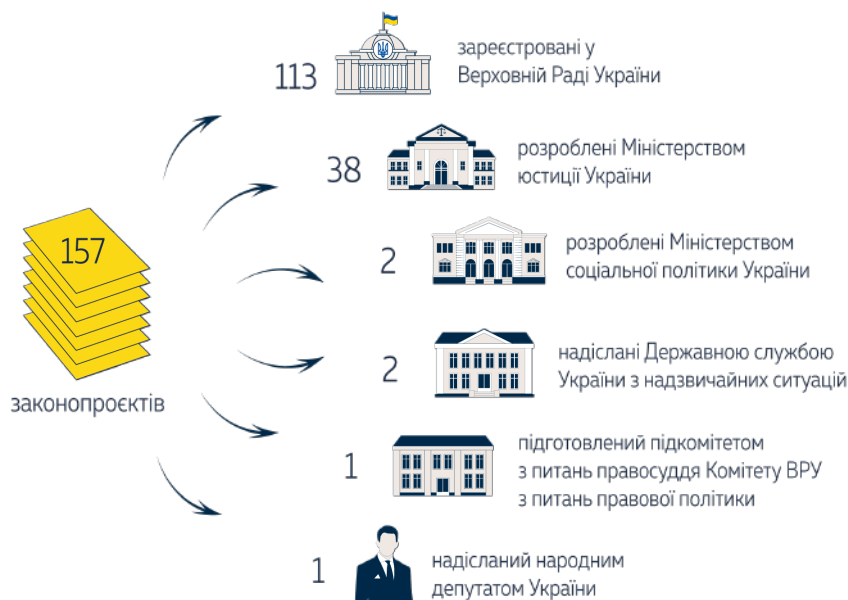 113
зареєстровані у
Верховній Раді України
38
розроблені Міністерством
юстиції України
157
законопроєктів
2
розроблені Міністерством
соціальної політики України
2
надіслані Державною службою
України з надзвичайних ситуацій
1
підготовлений підкомітетом
з питань правосуддя Комітету ВРУ
з питань правової політики
1
надісланий народним
депутатом України